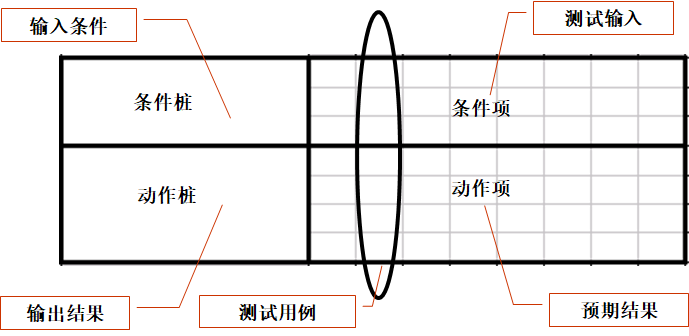 输入条件
测试输入
条件桩
条件项
动作桩
动作项
输出结果
测试用例
预期结果